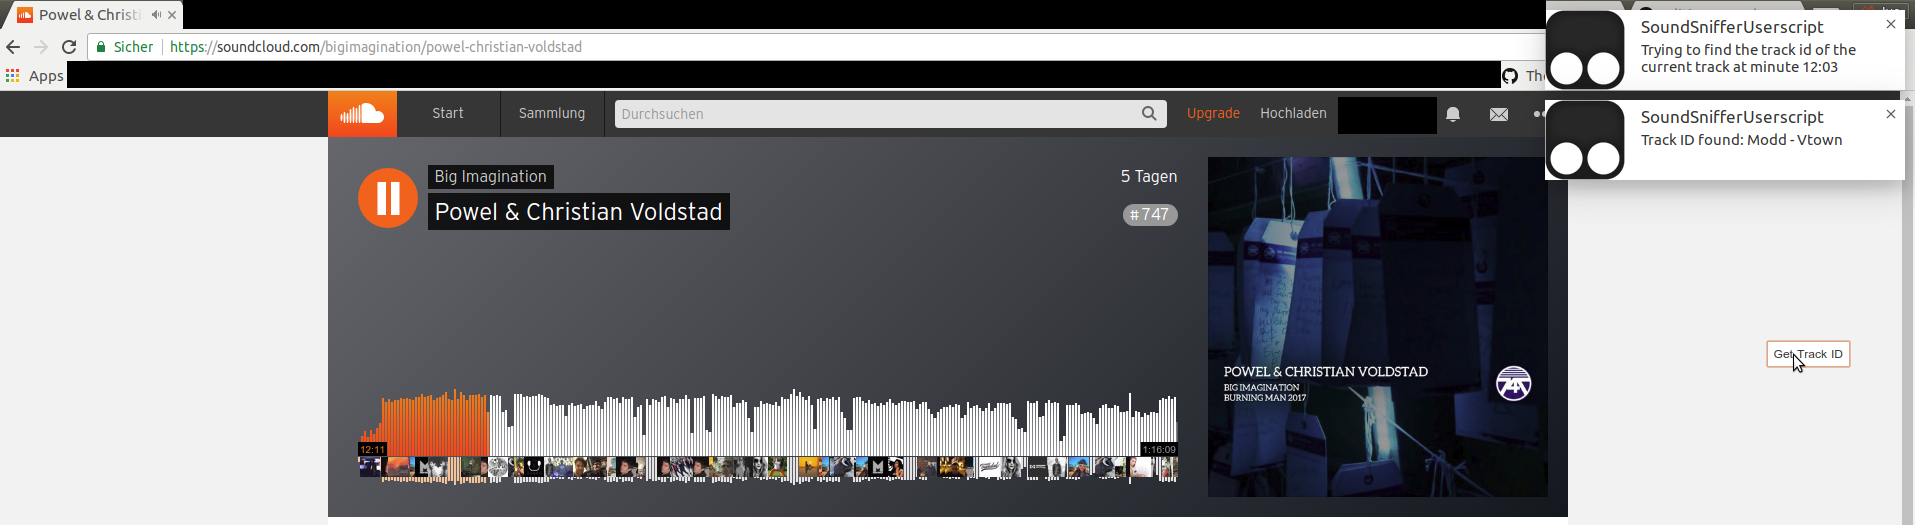 Powel & Christi
Sicher
https://soundcloud.com/bigimagination/powel-christian-voldstad
Apps
SoundSnifferUserscript
Trying to find the track id of the
current track at minute 12:03
SoundSnifferUserscript
Track ID found: Modd - Vtown
Start
Sammlung
Durchsuchen
Upgrade
Hochladen
Big Imagination
5 Tagen
Powel & Christian Voldstad
# 747
POWEL & CHRISTIAN VOLDSTAD
BIG IMAGINATION
BURNING MAN 2017
Get Track ID
12:11
1:16:09